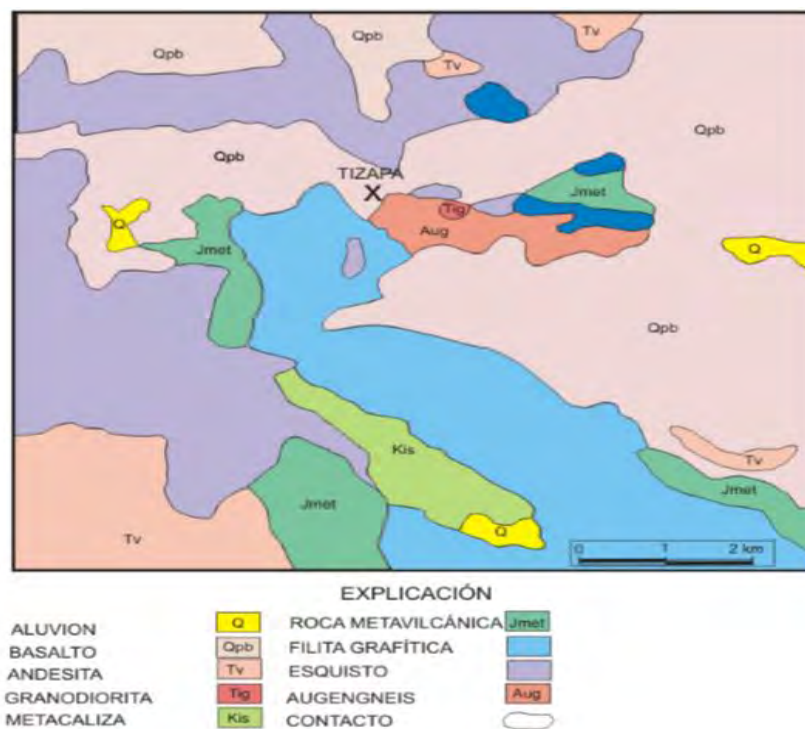 Qpb
Qpb
Tv
Tv
Qpb
Qpb
TIZAPA
X
Jmet
Q
Jmet
Tig
Aug
Q
Qpb
Kis
Tv
Jmet
Jmet
Q
Tv
0 1 2 km
EXPLICACIÓN
ALUVION Q ROCA METAVILCÁNICA Jmet
BASALTO Qpb FILITA GRAFÍTICA
ANDESITA Tv ESQUISTO
GRANODIORITA Tig AUGENGNEIS Aug
METACALIZA Kis CONTACTO